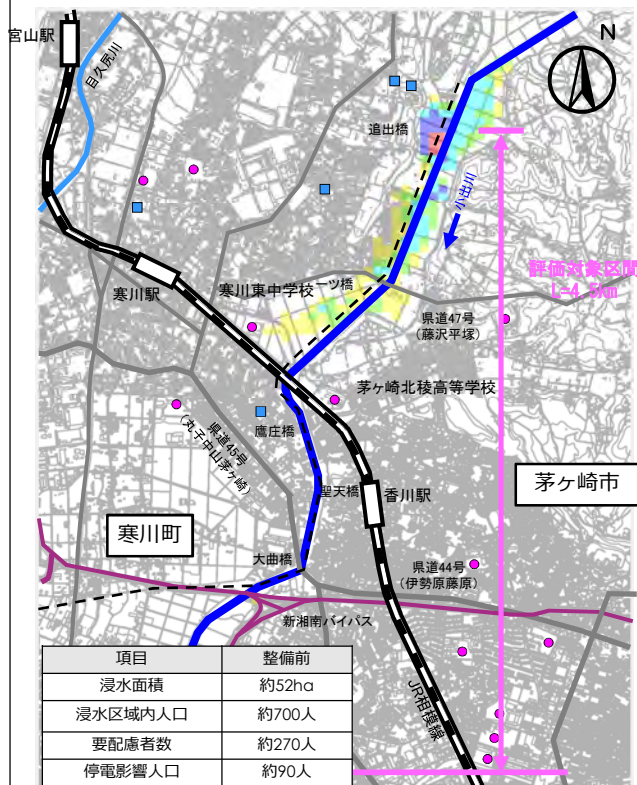 宮山駅
目久尻川
N
追出橋
小出川
評価対象区間
L=4.5km
寒川駅
寒川東中学校
一ツ橋
県道47号
(藤沢平塚)
茅ヶ崎北稜高等学校
県道45号
(丸子中山茅ヶ崎)
鷹庄橋
聖天橋
香川駅
茅ヶ崎市
寒川町
大曲橋
県道44号
(伊勢原藤原)
新湘南バイパス
JR相模線
項目 整備前
浸水面積 約52ha
浸水区域内人口 約700人
要配慮者数 約270人
停電影響人口 約90人